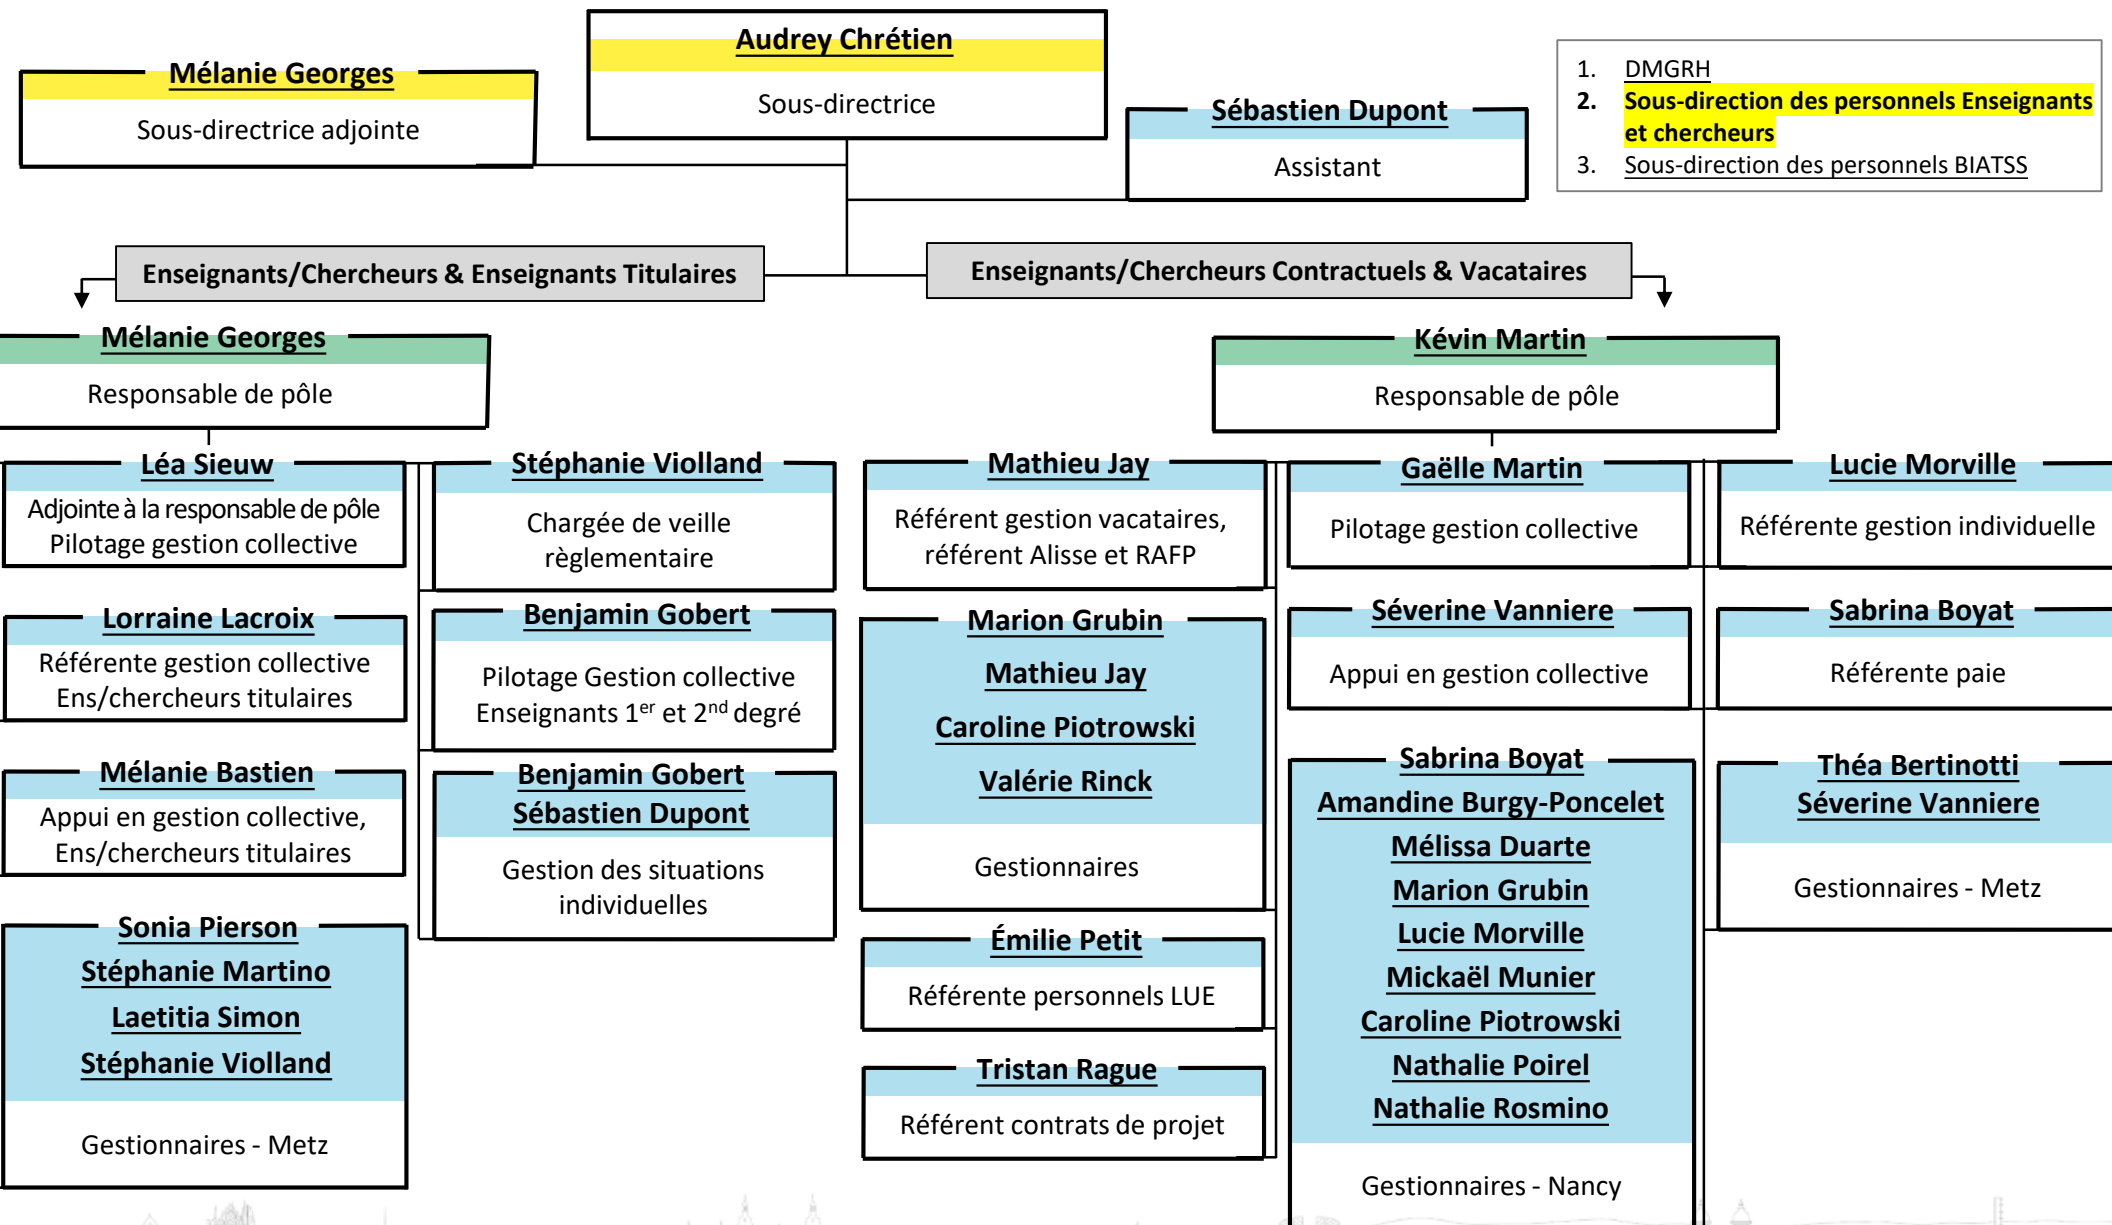 Audrey Chrétien
Sous-directrice
Mélanie Georges
Sous-directrice adjointe
Sébastien Dupont
Assistant
1. DMGRH
2. Sous-direction des personnels Enseignants
et chercheurs
3. Sous-direction des personnels BIATSS
Enseignants/Chercheurs & Enseignants Titulaires
Enseignants/Chercheurs Contractuels & Vacataires
Mélanie Georges
Responsable de pôle
Kévin Martin
Responsable de pôle
Léa Sieuw
Adjointe à la responsable de pôle
Pilotage gestion collective
Lorraine Lacroix
Référente gestion collective
Ens/chercheurs titulaires
Mélanie Bastien
Appui en gestion collective,
Ens/chercheurs titulaires
Sonia Pierson
Stéphanie Martino
Laetitia Simon
Stéphanie Violland
Gestionnaires - Metz
Stéphanie Violland
Chargée de veille
règlementaire
Benjamin Gobert
Pilotage Gestion collective
Enseignants 1er et 2nd degré
Benjamin Gobert
Sébastien Dupont
Gestion des situations
individuelles
Mathieu Jay
Référent gestion vacataires,
référent Alisse et RAFP
Marion Grubin
Mathieu Jay
Caroline Piotrowski
Valérie Rinck
Gestionnaires
Émilie Petit
Référente personnels LUE
Tristan Rague
Référent contrats de projet
Gaëlle Martin
Pilotage gestion collective
Séverine Vanniere
Appui en gestion collective
Sabrina Boyat
Amandine Burgy-Poncelet
Mélissa Duarte
Marion Grubin
Lucie Morville
Mickaël Munier
Caroline Piotrowski
Nathalie Poirel
Nathalie Rosmino
Gestionnaires - Nancy
Lucie Morville
Référente gestion individuelle
Sabrina Boyat
Référente paie
Théa Bertinotti
Séverine Vanniere
Gestionnaires - Metz